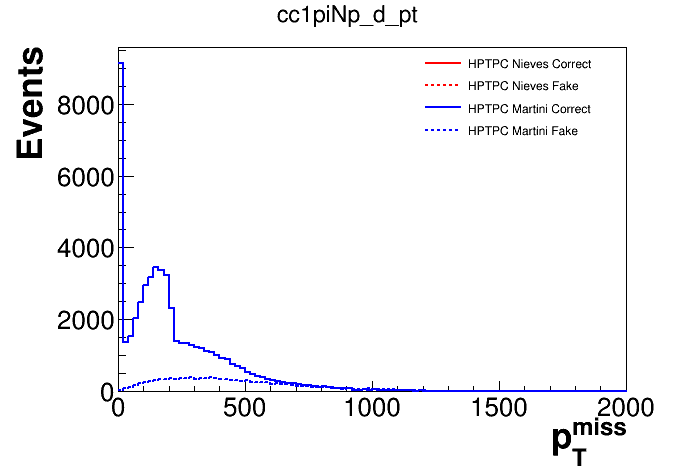 cc1piNp_d_pt
Events
8000
6000
4000
2000
0
0 500 1000 1500 2000
HPTPC Nieves Correct
HPTPC Nieves Fake
HPTPC Martini Correct
HPTPC Martini Fake
p_T^miss